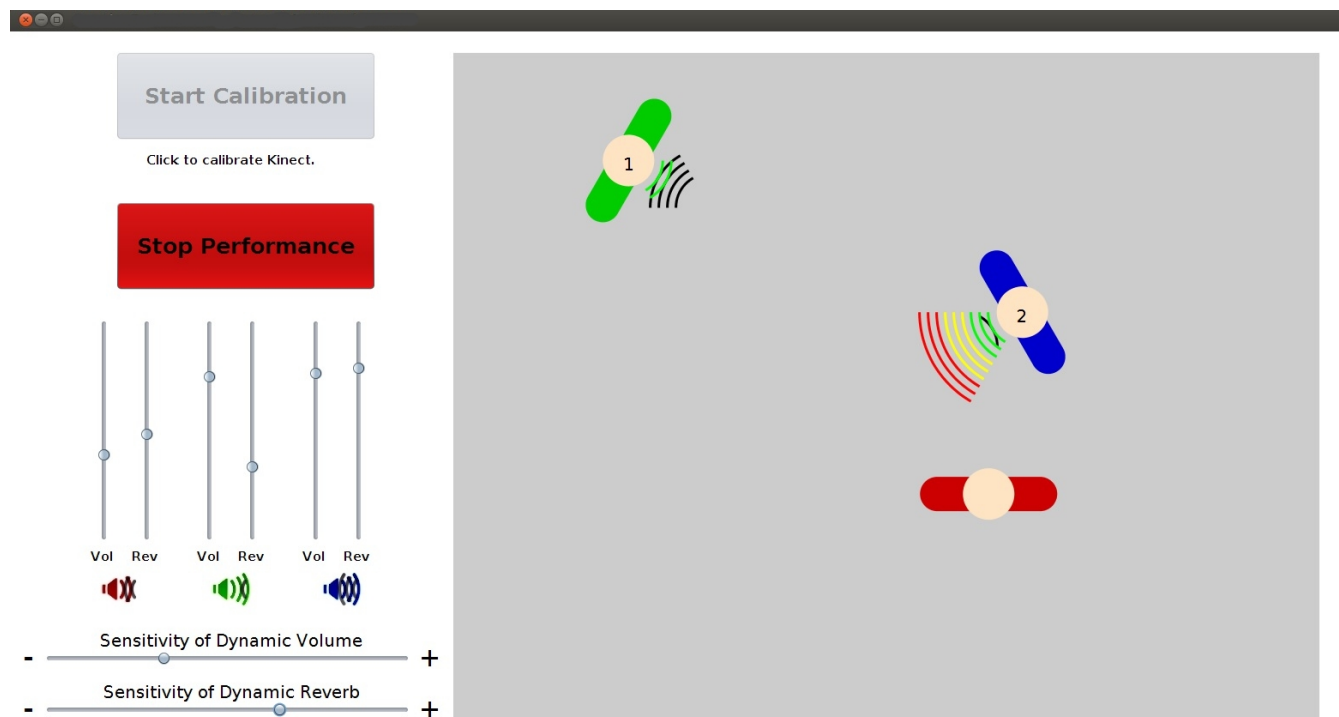 Start Calibration
Click to calibrate Kinect.
Stop Performance
Vol Rev Vol Rev Vol Rev
Sensitivity of Dynamic Volume
- +
Sensitivity of Dynamic Reverb
- +
1
2